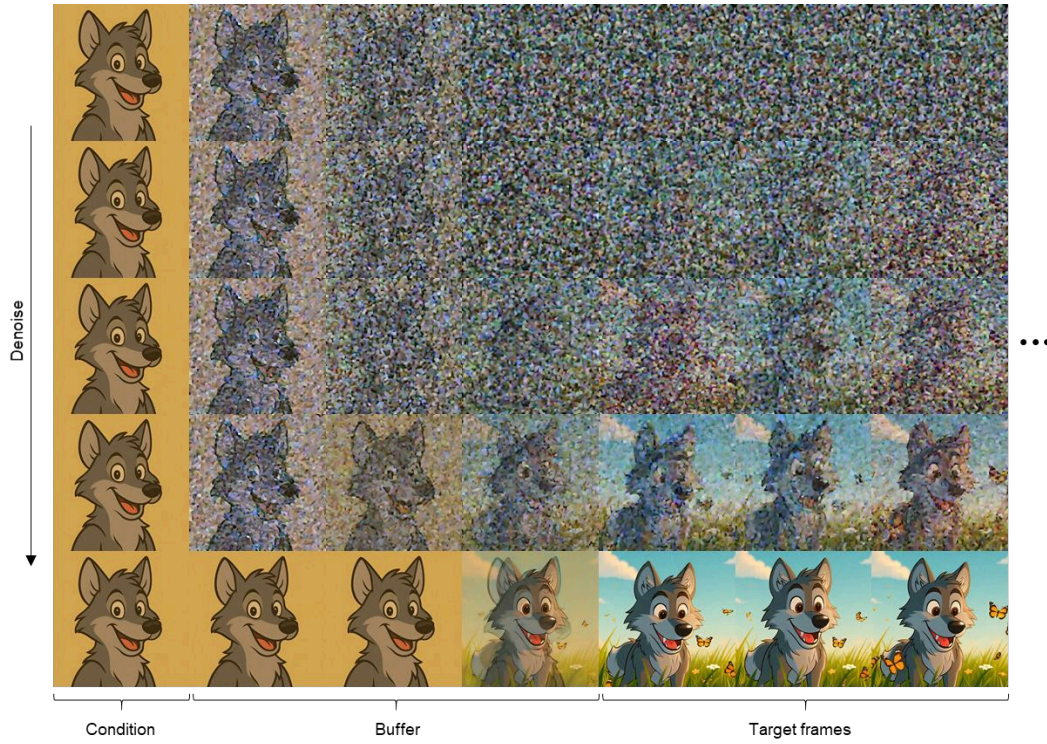 Denoise
...
Condition
Buffer
Target frames